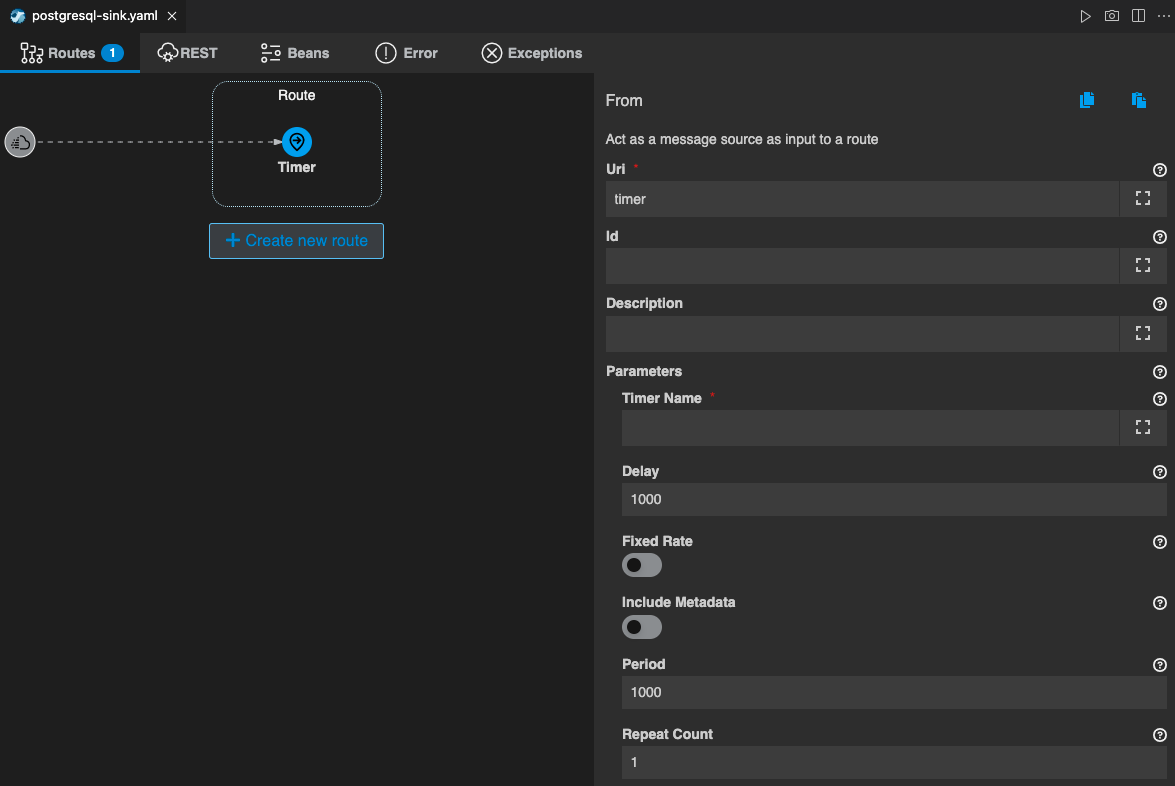 postgresql-sink.yaml
Routes 1 REST Beans Error Exceptions
Route
Timer
Create new route
From
Act as a message source as input to a route
Uri *
timer
Id
Description
Parameters
Timer Name *
Delay
1000
Fixed Rate
Include Metadata
Period
1000
Repeat Count
1